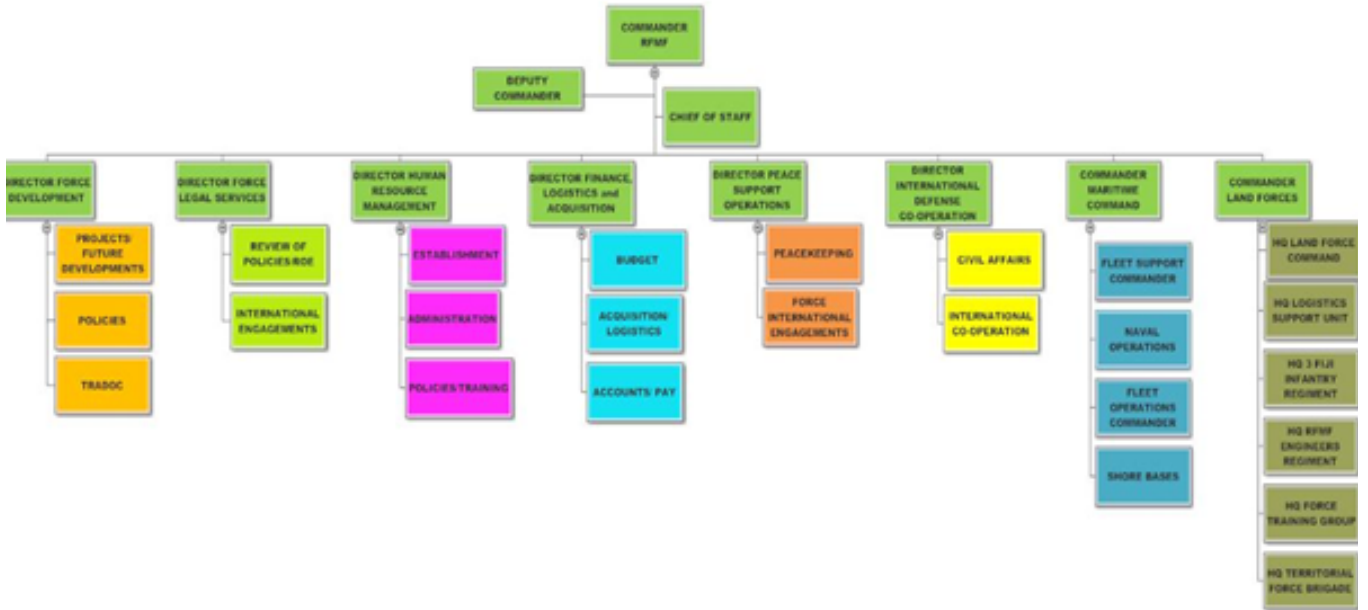 COMMANDER
RFMF
DEPUTY
COMMANDER
CHIEF OF STAFF
DIRECTOR FORCE
DEVELOPMENT
DIRECTOR FORCE
LEGAL SERVICES
DIRECTOR HUMAN
RESOURCE
MANAGEMENT
DIRECTOR FINANCE,
LOGISTICS and
ACQUISITION
DIRECTOR PEACE
SUPPORT
OPERATIONS
DIRECTOR
INTERNATIONAL
DEFENSE
CO-OPERATION
COMMANDER
MARITIME
COMMAND
COMMANDER
LAND FORCES
PROJECTS/
FUTURE
DEVELOPMENTS
POLICIES
TRADOC
REVIEW OF
POLICIES/ROE
INTERNATIONAL
ENGAGEMENTS
ESTABLISHMENT
ADMINISTRATION
POLICIES/TRAINING
BUDGET
ACQUISITION/
LOGISTICS
ACCOUNTS/ PAY
PEACEKEEPING
FORCE
INTERNATIONAL
ENGAGEMENTS
CIVIL AFFAIRS
INTERNATIONAL
CO-OPERATION
FLEET SUPPORT
COMMANDER
NAVAL
OPERATIONS
FLEET
OPERATIONS
COMMANDER
SHORE BASES
HQ LAND FORCE
COMMAND
HQ LOGISTICS
SUPPORT UNIT
HQ 3 FIJI
INFANTRY
REGIMENT
HQ RFMF
ENGINEERS
REGIMENT
HQ FORCE
TRAINING GROUP
HQ TERRITORIAL
FORCE BRIGADE